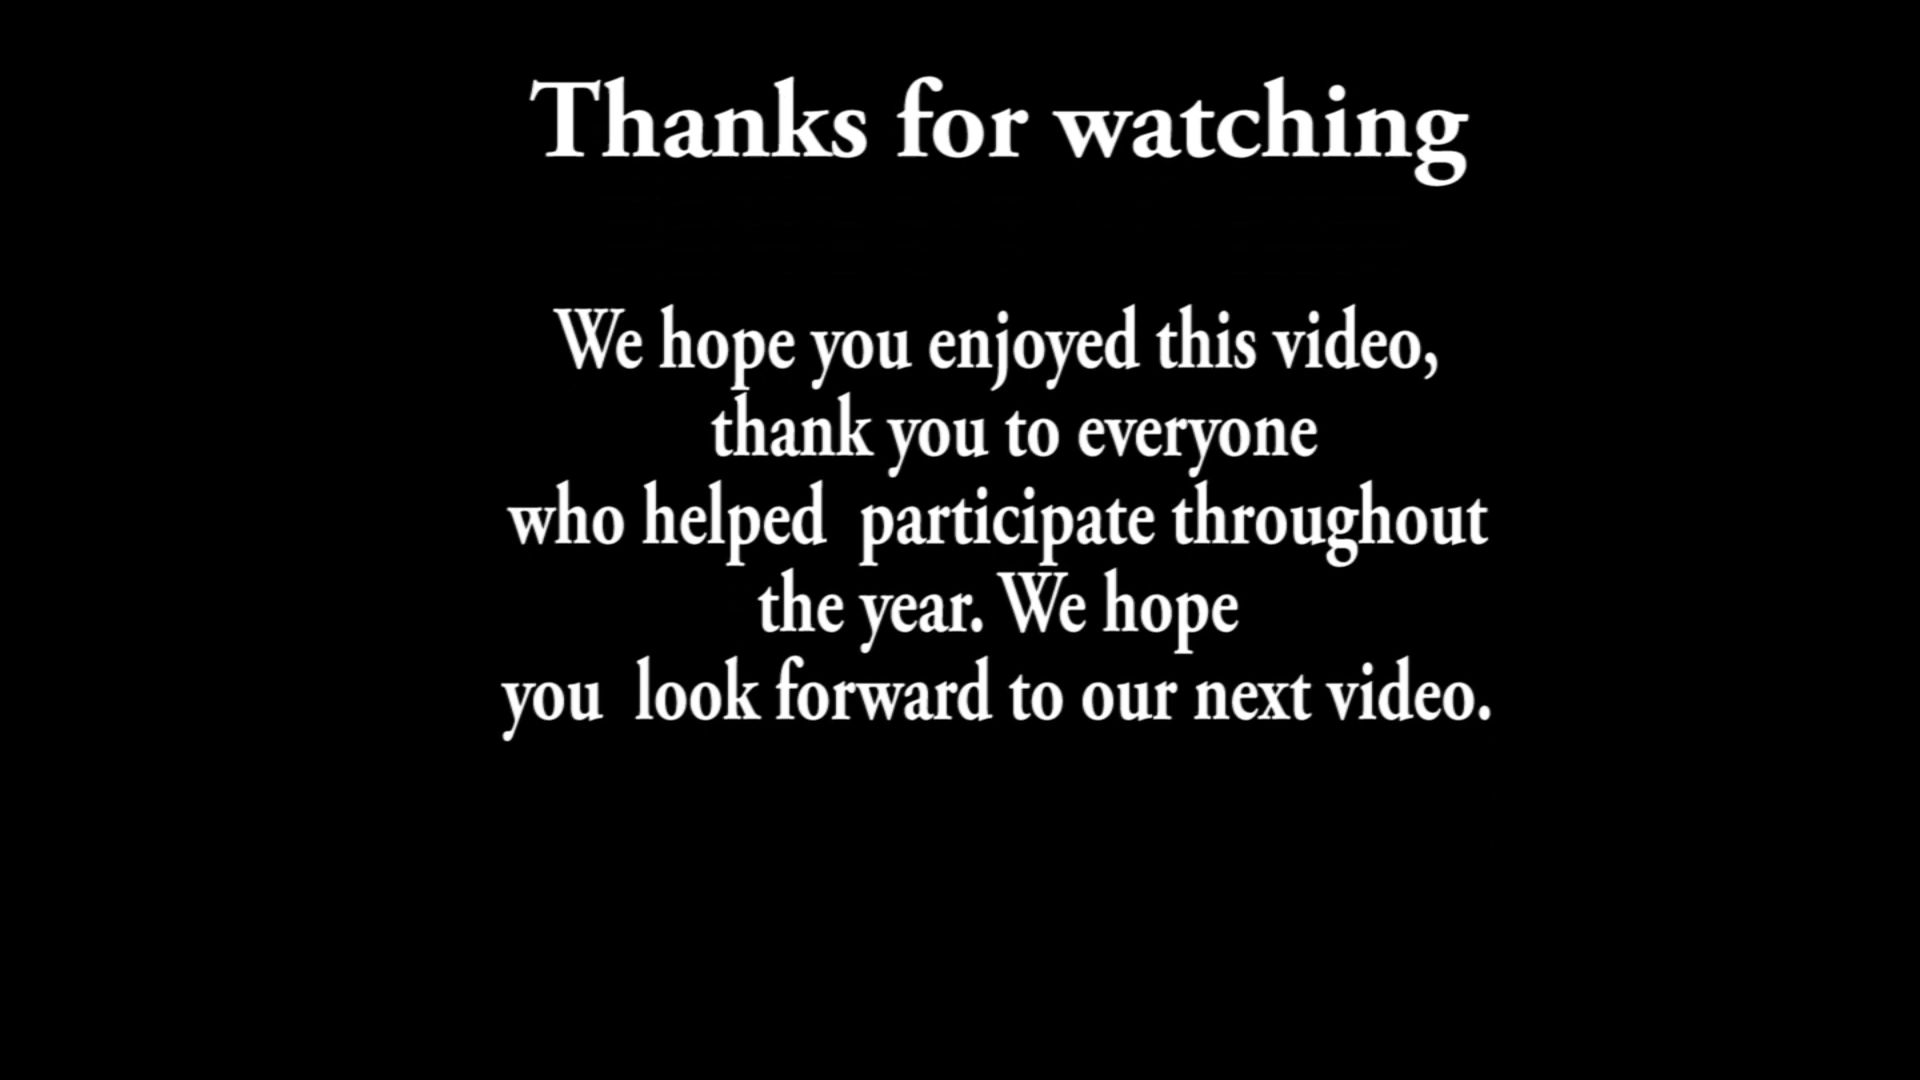 Thanks for watching
We hope you enjoyed this video,
thank you to everyone
who helped  participate throughout
the year. We hope
you  look forward to our next video.